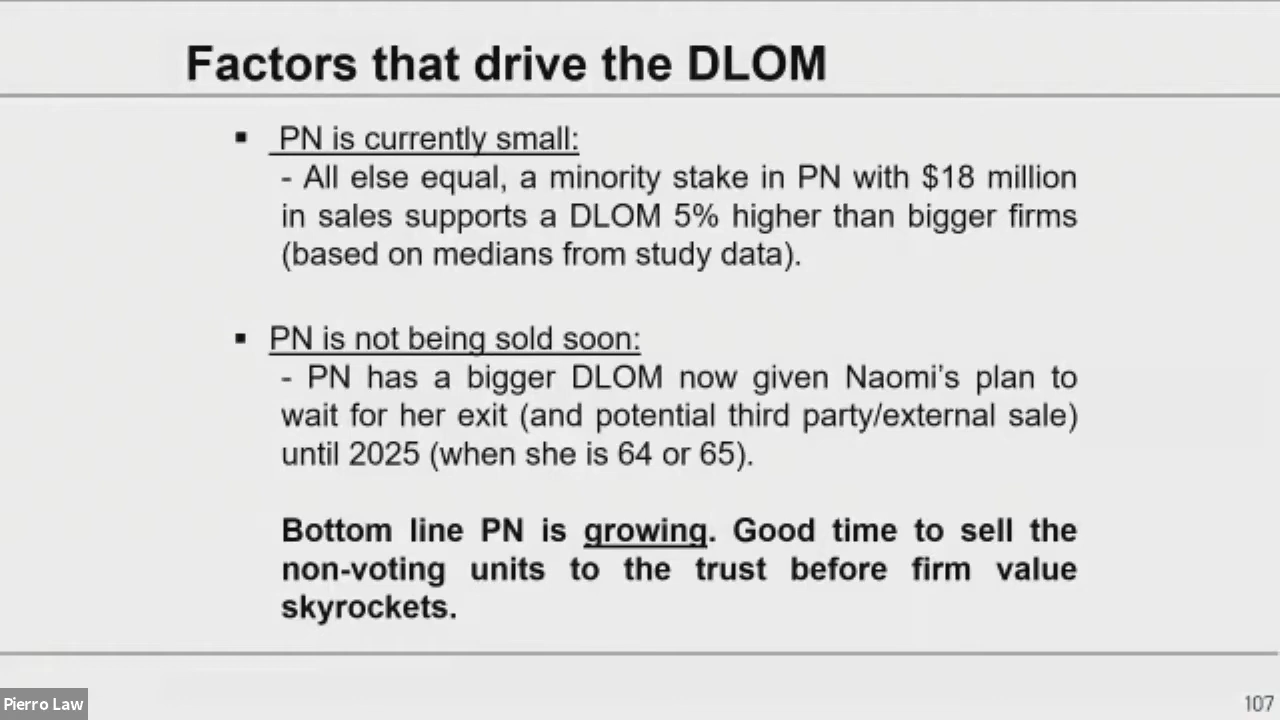 Factors that drive the DLOM
▪ PN is currently small:
- All else equal, a minority stake in PN with $18 million
in sales supports a DLOM 5% higher than bigger firms
(based on medians from study data).
▪ PN is not being sold soon:
- PN has a bigger DLOM now given Naomi’s plan to
wait for her exit (and potential third party/external sale)
until 2025 (when she is 64 or 65).
Bottom line PN is growing. Good time to sell the
non-voting units to the trust before firm value
skyrockets.
Pierro Law
107